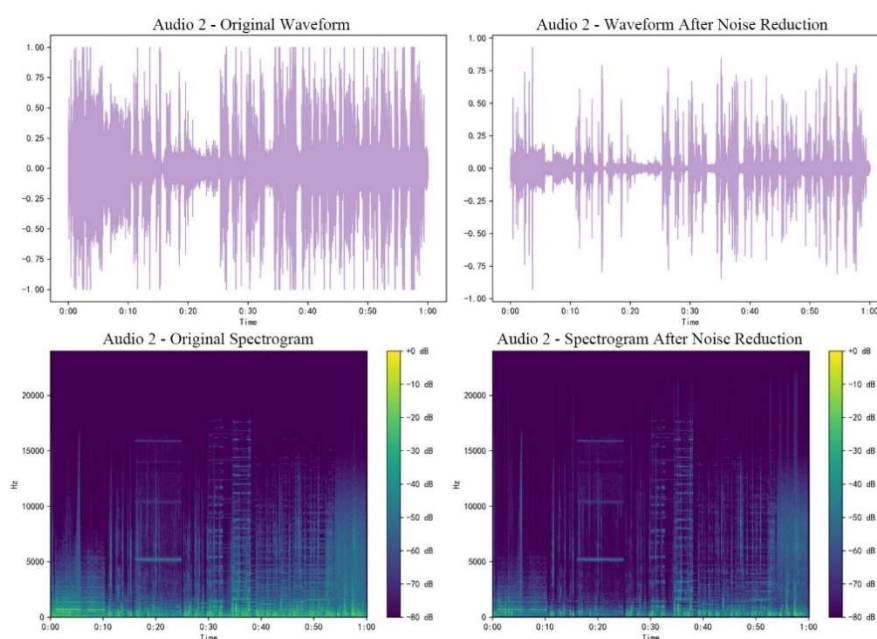 Audio 2 - Original Waveform
1.00
0.75
0.50
0.25
0.00
-0.25
-0.50
-0.75
-1.00
0:00 0:10 0:20 0:30 0:40 0:50 1:00
Time
Audio 2 - Waveform After Noise Reduction
1.00
0.75
0.50
0.25
0.00
-0.25
-0.50
-0.75
-1.00
0:00 0:10 0:20 0:30 0:40 0:50 1:00
Time
Audio 2 - Original Spectrogram
Hz
20000
15000
10000
5000
0
0:00 0:10 0:20 0:30 0:40 0:50 1:00
Time
+0 dB
-10 dB
-20 dB
-30 dB
-40 dB
-50 dB
-60 dB
-70 dB
-80 dB
Audio 2 - Spectrogram After Noise Reduction
Hz
20000
15000
10000
5000
0
0:00 0:10 0:20 0:30 0:40 0:50 1:00
Time
+0 dB
-10 dB
-20 dB
-30 dB
-40 dB
-50 dB
-60 dB
-70 dB
-80 dB